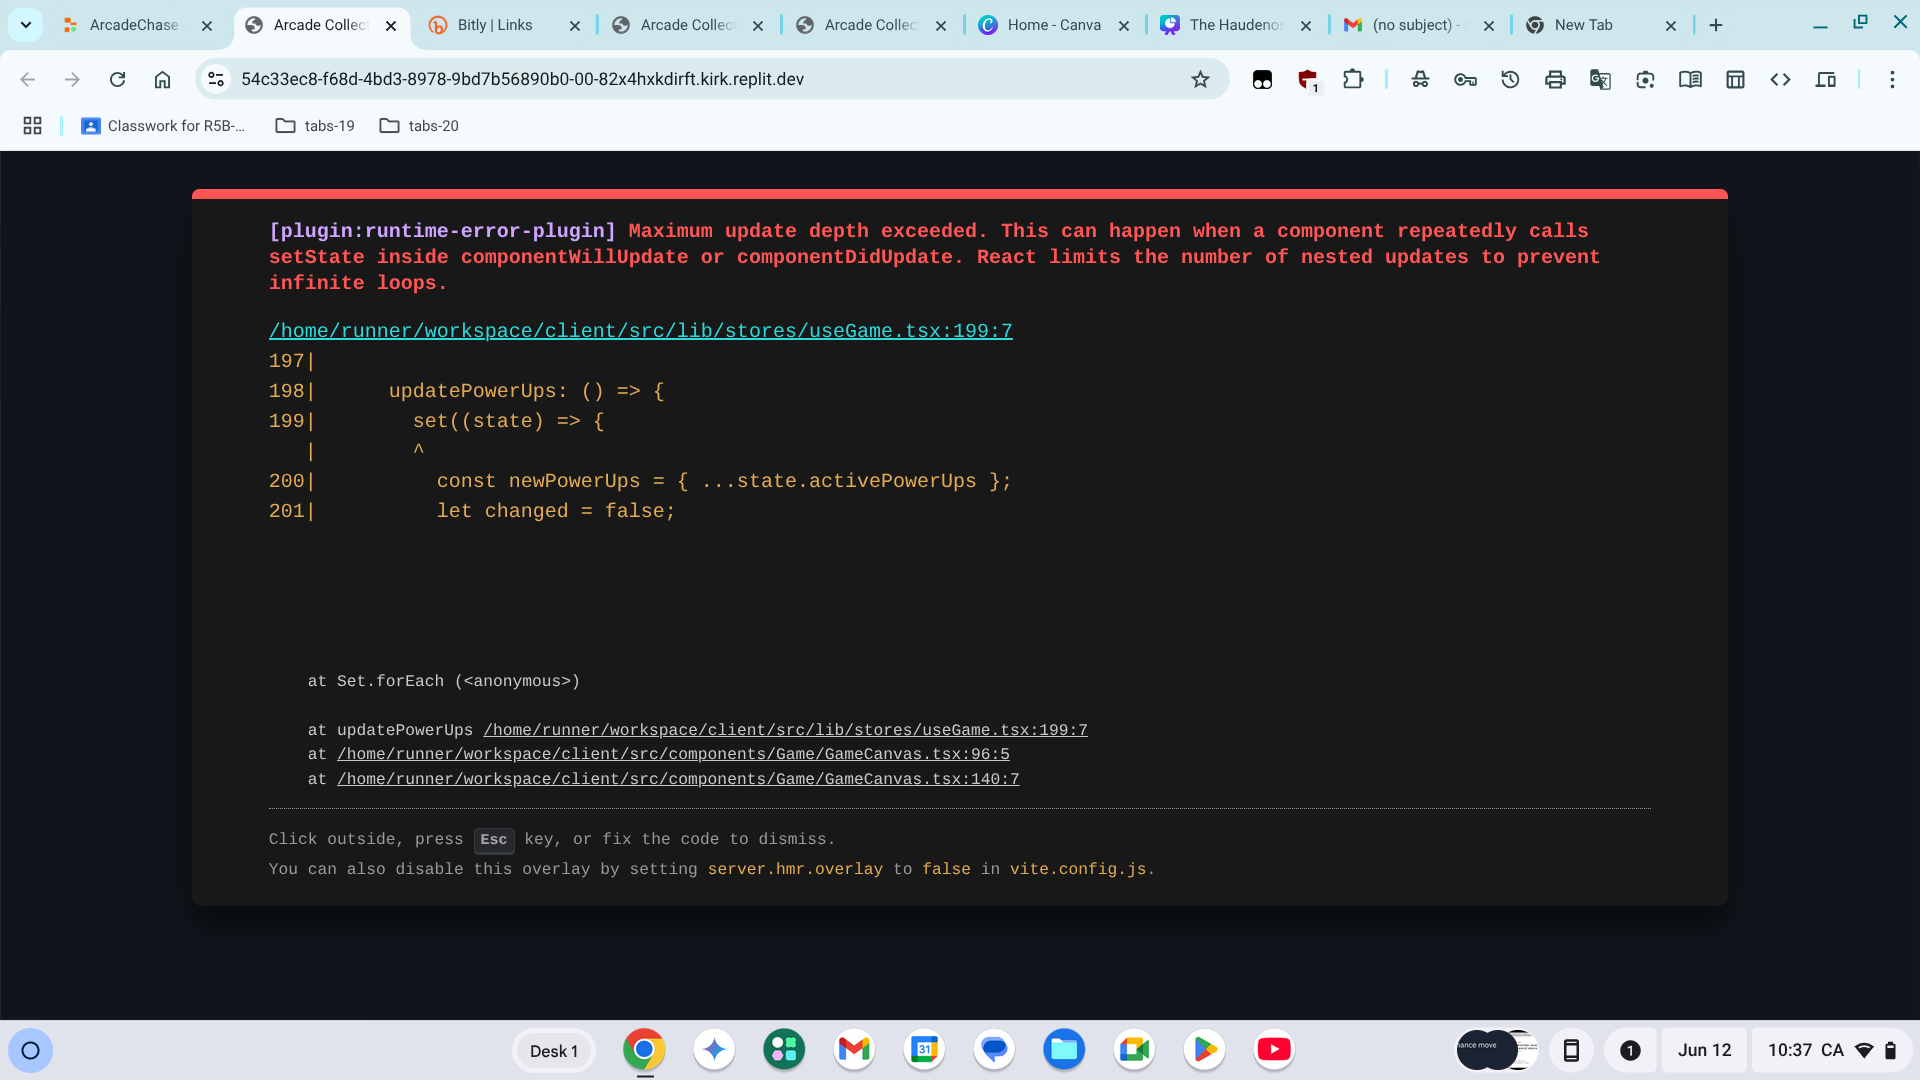 ArcadeChase
Arcade Collec
Bitly | Links
Arcade Collec
Arcade Collec
Home - Canva
The Haudenos
(no subject) -
New Tab
54c33ec8-f68d-4bd3-8978-9bd7b56890b0-00-82x4hxkdirft.kirk.replit.dev
1
Classwork for R5B-...
tabs-19
tabs-20
[plugin:runtime-error-plugin] Maximum update depth exceeded. This can happen when a component repeatedly calls
setState inside componentWillUpdate or componentDidUpdate. React limits the number of nested updates to prevent
infinite loops.
/home/runner/workspace/client/src/lib/stores/useGame.tsx:199:7
197|
198|      updatePowerUps: () => {
199|        set((state) => {
   |        ^
200|          const newPowerUps = { ...state.activePowerUps };
201|          let changed = false;
at Set.forEach (<anonymous>)
at updatePowerUps /home/runner/workspace/client/src/lib/stores/useGame.tsx:199:7
at /home/runner/workspace/client/src/components/Game/GameCanvas.tsx:96:5
at /home/runner/workspace/client/src/components/Game/GameCanvas.tsx:140:7
Click outside, press Esc key, or fix the code to dismiss.
You can also disable this overlay by setting server.hmr.overlay to false in vite.config.js.
Desk 1
31
hance move
1
Jun 12
10:37 CA